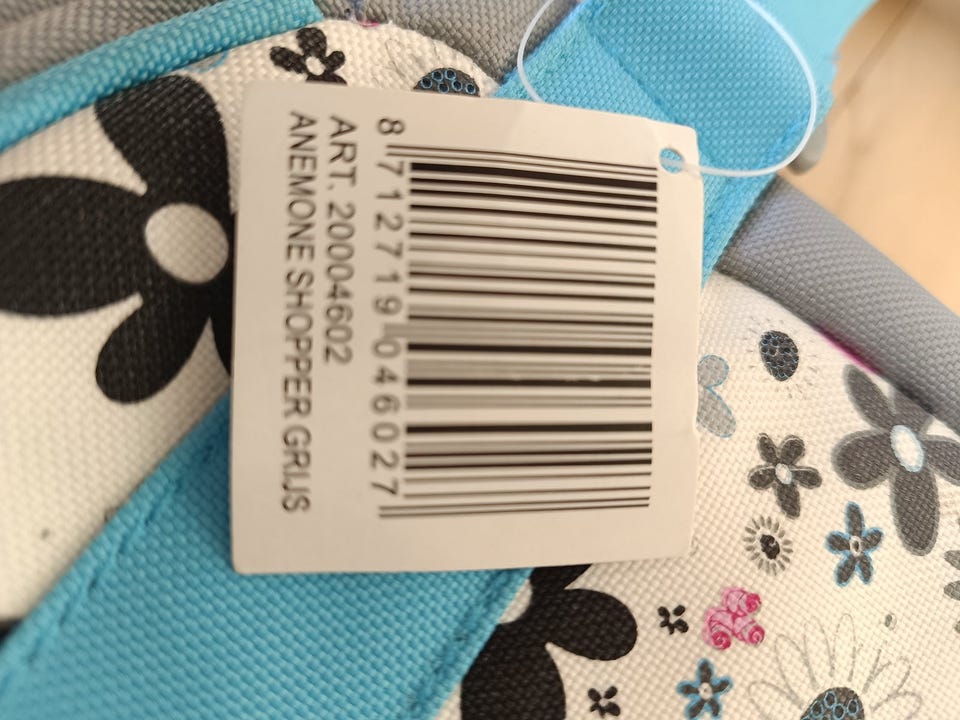 8 712719 046027
ART. 20004602
ANEMONE SHOPPER GRIJS